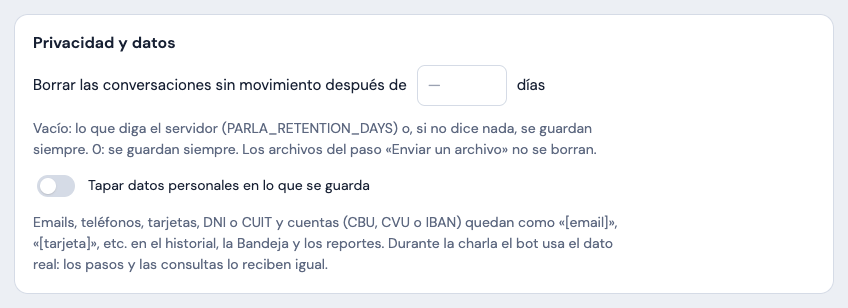 Privacidad y datos
Borrar las conversaciones sin movimiento después de — días
Vacío: lo que diga el servidor (PARLA_RETENTION_DAYS) o, si no dice nada, se guardan
siempre. 0: se guardan siempre. Los archivos del paso «Enviar un archivo» no se borran.
Tapar datos personales en lo que se guarda
Emails, teléfonos, tarjetas, DNI o CUIT y cuentas (CBU, CVU o IBAN) quedan como «[email]»,
«[tarjeta]», etc. en el historial, la Bandeja y los reportes. Durante la charla el bot usa el dato
real: los pasos y las consultas lo reciben igual.